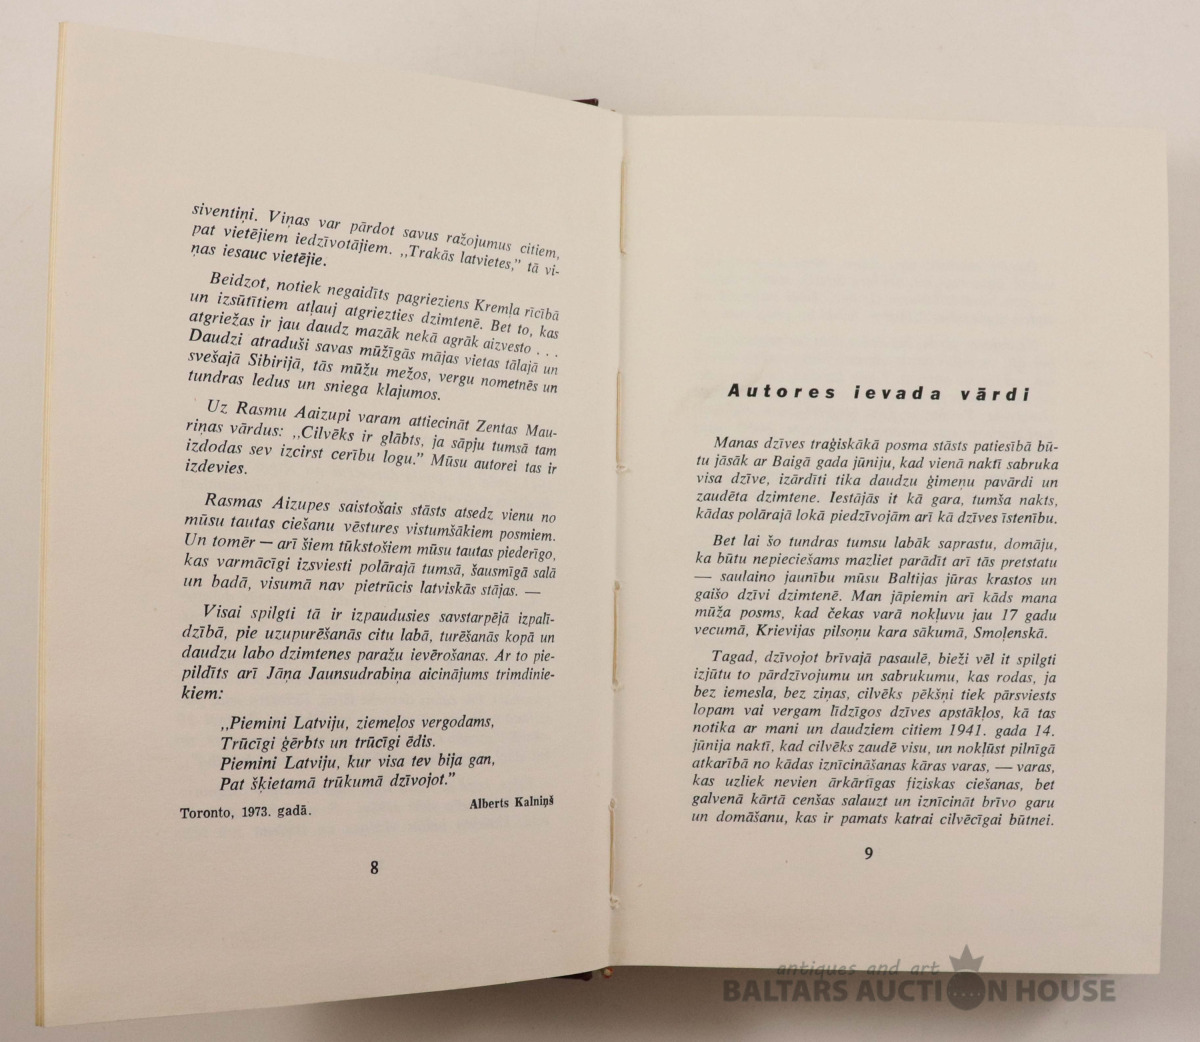 siventiņi. Viņas var pārdot savus ražojumus citiem,
pat vietējiem iedzīvotājiem. ,,Trakās latvietes,” tā vi-
ņas iesauc vietējie.
Beidzot, notiek negaidīts pagrieziens Kremļa rīcībā
un izsūtītiem atļauj atgriezties dzimtenē. Bet to, kas
atgriežas ir jau daudz mazāk nekā agrāk aizvesto . . .
Daudzi atraduši savas mūžīgās mājas vietas tālajā un
svešajā Sibirijā, tās mūžu mežos, vergu nometnēs un
tundras ledus un sniega klajumos.
Uz Rasmu Aaizupi varam attiecināt Zentas Mau-
riņas vārdus: ,,Cilvēks ir glābts, ja sāpju tumsā tam
izdodas sev izcirst cerību logu.” Mūsu autorei tas ir
izdevies.
Rasmas Aizupes saistošais stāsts atsedz vienu no
mūsu tautas ciešanu vēstures vistumšākiem posmiem.
Un tomēr — arī šiem tūkstošiem mūsu tautas piederīgo,
kas varmācīgi izsviesti polārajā tumsā, šausmīgā salā
un badā, visumā nav pietrūcis latviskās stājas. —
Visai spilgti tā ir izpaudusies savstarpējā izpalī-
dzībā, pie uzupurēšanās citu labā, turēšanās kopā un
daudzu labo dzimtenes paražu ievērošanas. Ar to pie-
pildīts arī Jāņa Jaunsudrabiņa aicinājums trimdinie-
kiem:
,,Piemini Latviju, ziemeļos vergodams,
Trūcīgi ģērbts un trūcīgi ēdis.
Piemini Latviju, kur visa tev bija gan,
Pat šķietamā trūkumā dzīvojot.”
Alberts Kalniņš
Toronto, 1973. gadā.
8
Autores ievada vārdi
Manas dzīves traģiskākā posma stāsts patiesībā bū-
tu jāsāk ar Baigā gada jūniju, kad vienā naktī sabruka
visa dzīve, izārdīti tika daudzu ģimeņu pavārdi un
zaudēta dzimtene. Iestājās it kā gara, tumša nakts,
kādas polārajā lokā piedzīvojām arī kā dzīves īstenību.
Bet lai šo tundras tumsu labāk saprastu, domāju,
ka būtu nepieciešams mazliet parādīt arī tās pretstatu
— saulaino jaunību mūsu Baltijas jūras krastos un
gaišo dzīvi dzimtenē. Man jāpiemin arī kāds mana
mūža posms, kad čekas varā nokļuvu jau 17 gadu
vecumā, Krievijas pilsoņu kara sākumā, Smoļenskā.
Tagad, dzīvojot brīvajā pasaulē, bieži vēl it spilgti
izjūtu to pārdzīvojumu un sabrukumu, kas rodas, ja
bez iemesla, bez ziņas, cilvēks pēkšņi tiek pārsviests
lopam vai vergam līdzīgos dzīves apstākļos, kā tas
notika ar mani un daudziem citiem 1941. gada 14.
jūnija naktī, kad cilvēks zaudē visu, un nokļūst pilnīgā
atkarībā no kādas iznīcināšanas kāras varas, — varas,
kas uzliek nevien ārkārtīgas fiziskas ciešanas, bet
galvenā kārtā cenšas salauzt un iznīcināt brīvo garu
un domāšanu, kas ir pamats katrai cilvēcīgai būtnei.
9
antiques and art
BALTARS AUCTION HOUSE